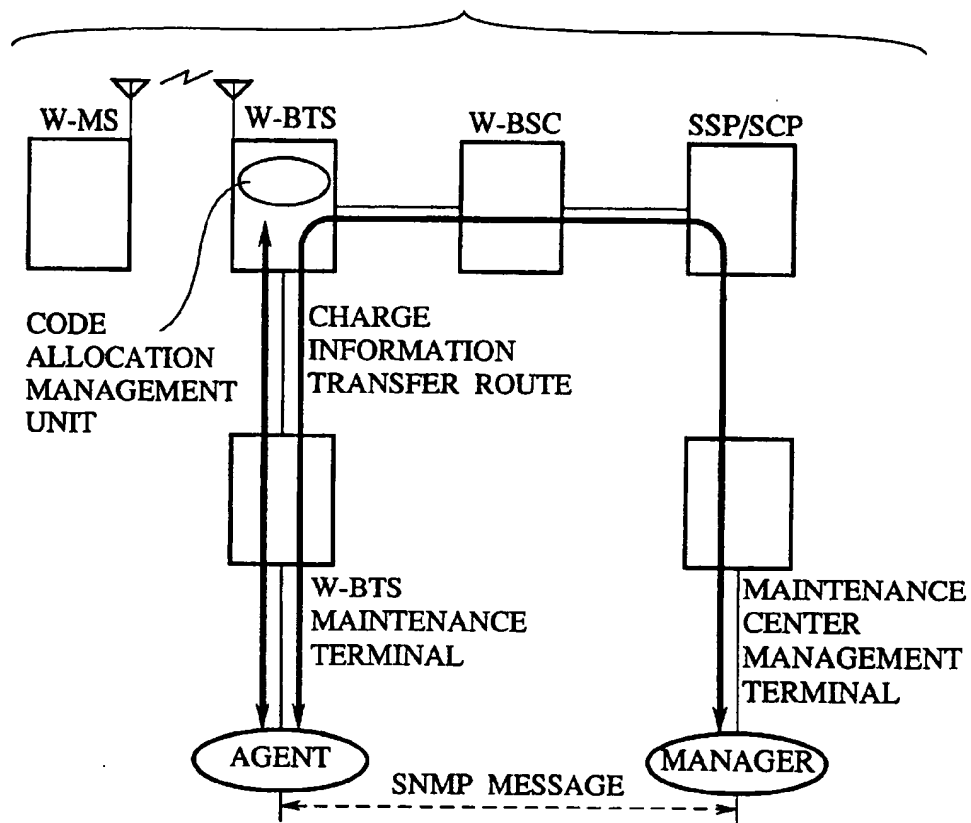 W-MS
W-BTS
W-BSC
SSP/SCP
CODE
ALLOCATION
MANAGEMENT
UNIT
CHARGE
INFORMATION
TRANSFER ROUTE
W-BTS
MAINTENANCE
TERMINAL
MAINTENANCE
CENTER
MANAGEMENT
TERMINAL
AGENT
MANAGER
SNMP MESSAGE